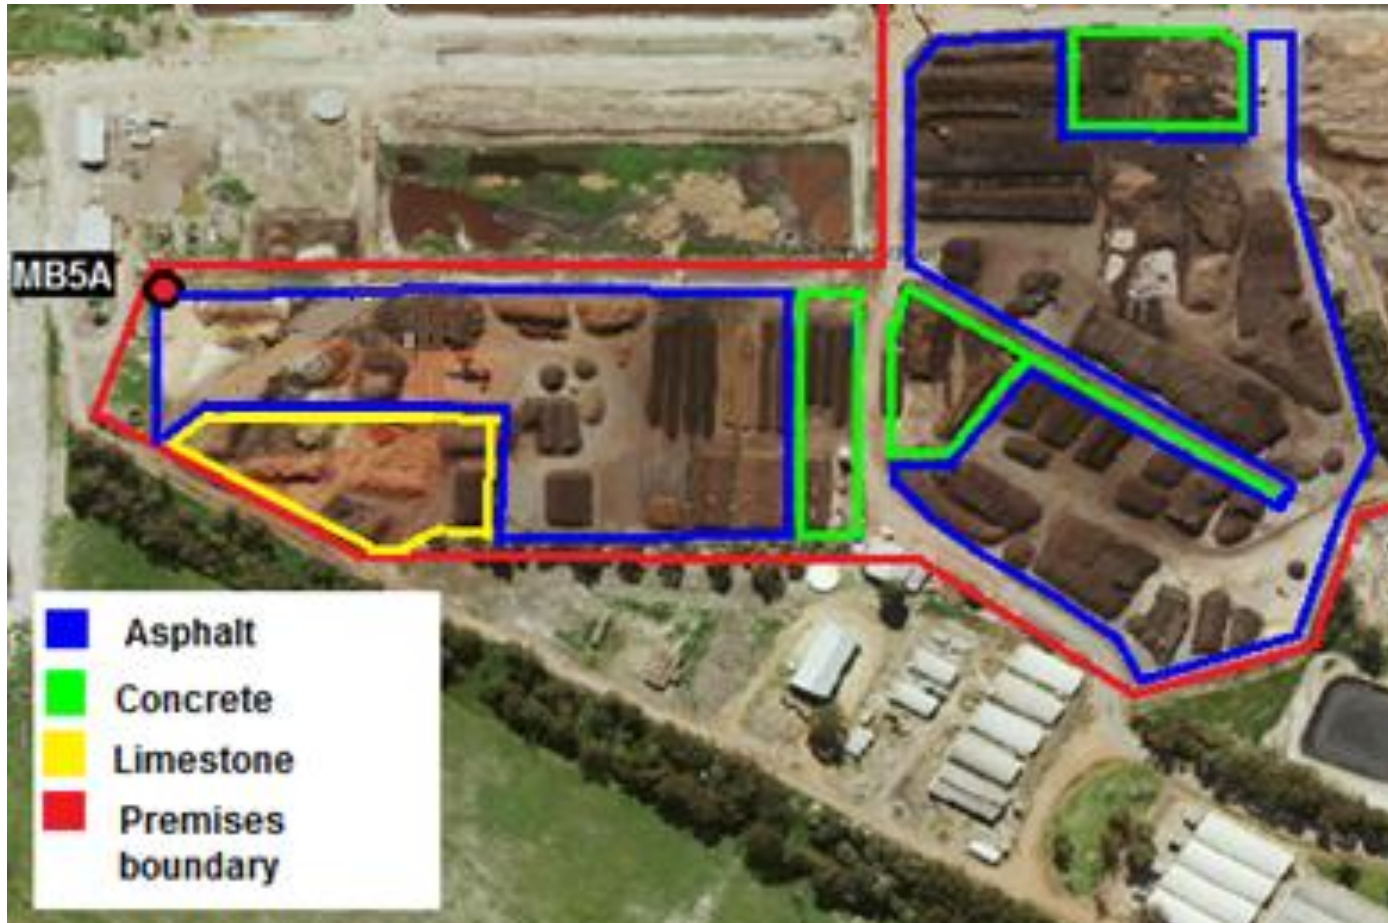 MB5A
Asphalt
Concrete
Limestone
Premises
boundary